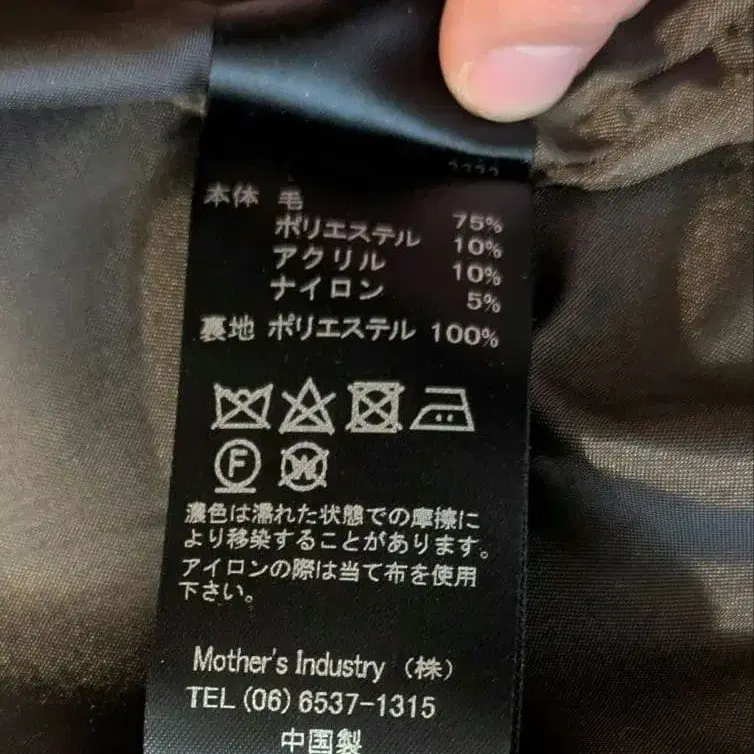 本体 毛 75%
ポリエステル 10%
アクリル 10%
ナイロン 5%
裏地 ポリエステル 100%
F W
濃色は濡れた状態での摩擦に
より移染することがあります。
アイロンの際は当て布を使用
下さい。
Mother's Industry (株)
TEL(06)6537-1315
中国製